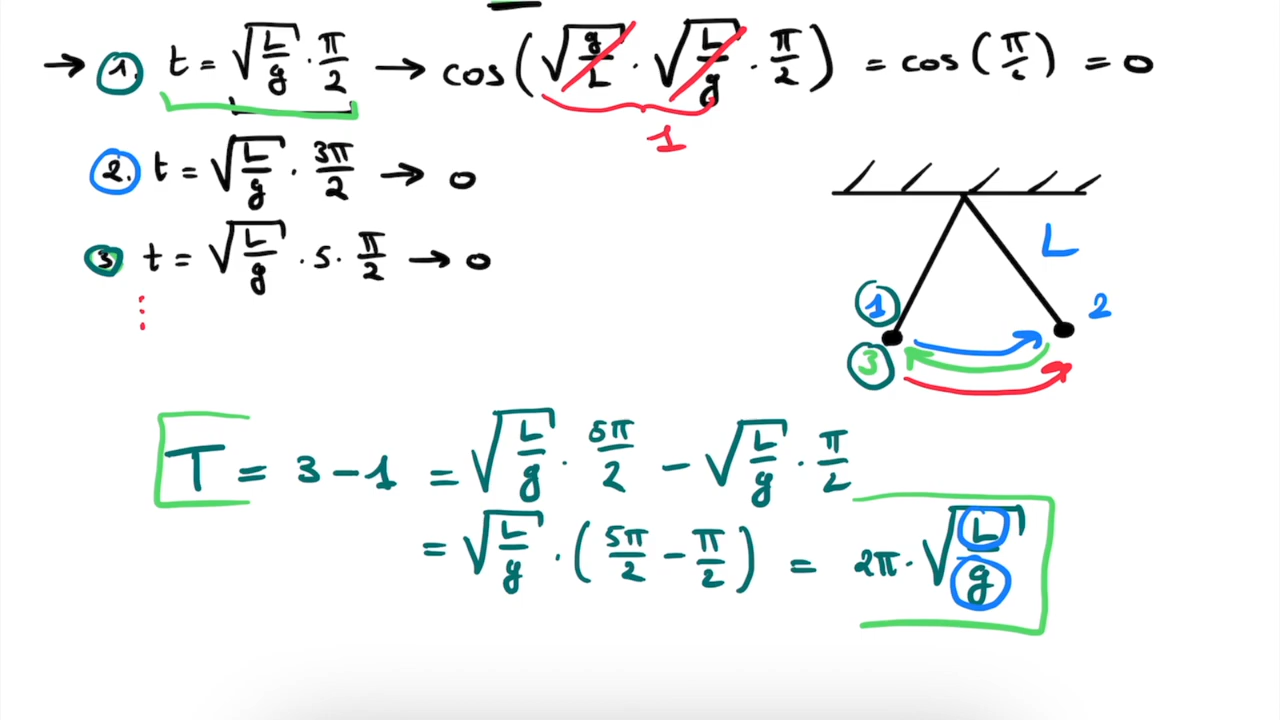 → 1. t = √(L/g) · π/2 → cos(√(g/L) · √(L/g) · π/2) = cos(π/2) = 0
1
2. t = √(L/g) · 3π/2 → 0
3 t = √(L/g) · 5 · π/2 → 0
⋮
L
1
2
3
T = 3 - 1 = √(L/g) · 5π/2 - √(L/g) · π/2
= √(L/g) · (5π/2 - π/2) = 2π · √(L/g)